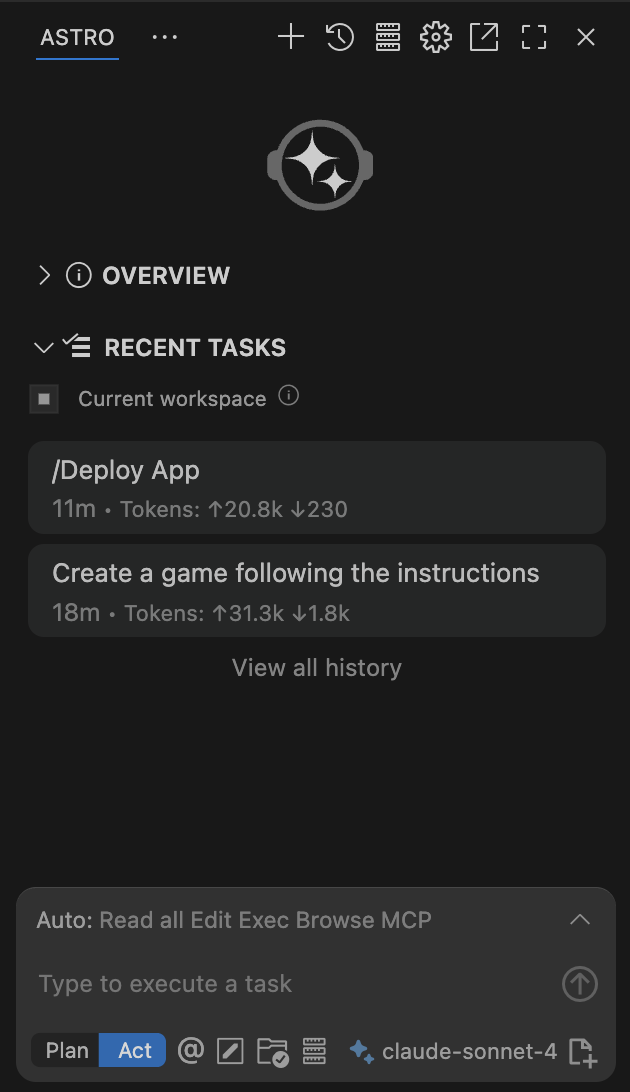 ASTRO
OVERVIEW
RECENT TASKS
Current workspace
/Deploy App
11m • Tokens: ↑20.8k ↓230
Create a game following the instructions
18m • Tokens: ↑31.3k ↓1.8k
View all history
Auto: Read all Edit Exec Browse MCP
Type to execute a task
Plan Act @ claude-sonnet-4